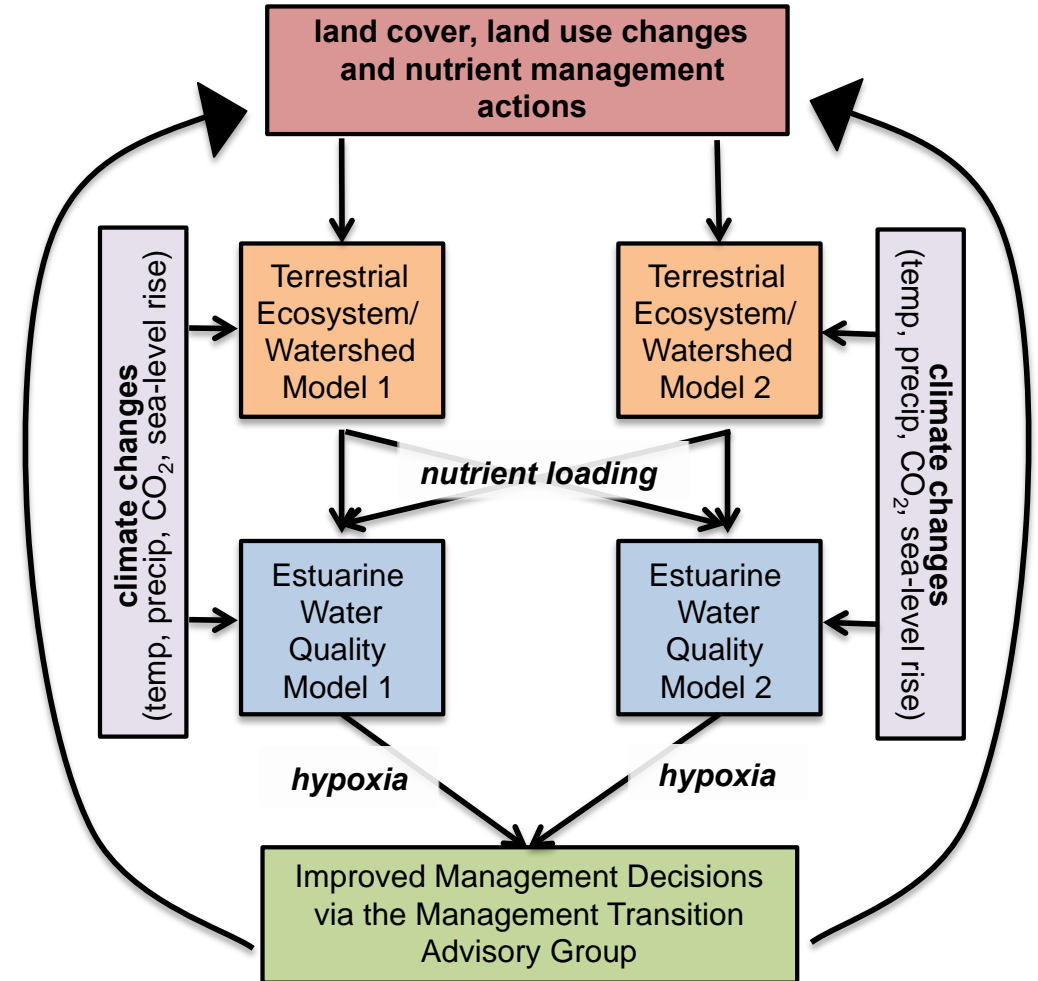 land cover, land use changes
and nutrient management
actions
climate changes
(temp, precip, CO₂, sea-level rise)
Terrestrial
Ecosystem/
Watershed
Model 1
Terrestrial
Ecosystem/
Watershed
Model 2
climate changes
(temp, precip, CO₂, sea-level rise)
nutrient loading
Estuarine
Water
Quality
Model 1
Estuarine
Water
Quality
Model 2
hypoxia
hypoxia
Improved Management Decisions
via the Management Transition
Advisory Group